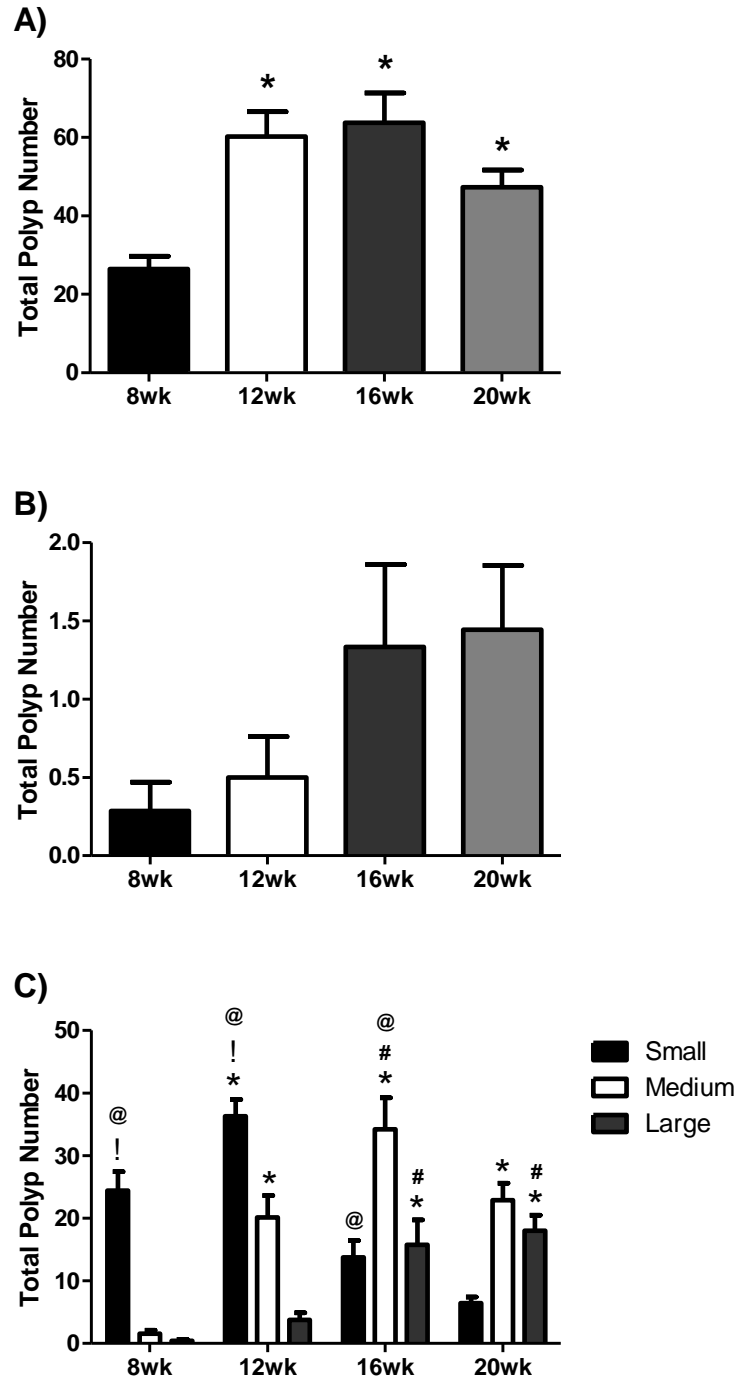 A)
Total Polyp Number
80
60
40
20
0
*
*
*
8wk 12wk 16wk 20wk
B)
Total Polyp Number
2.0
1.5
1.0
0.5
0.0
8wk 12wk 16wk 20wk
C)
Total Polyp Number
50
40
30
20
10
0
@
!
@
!
*
*
@
@
#
*
#
*
*
#
*
8wk 12wk 16wk 20wk
Small
Medium
Large